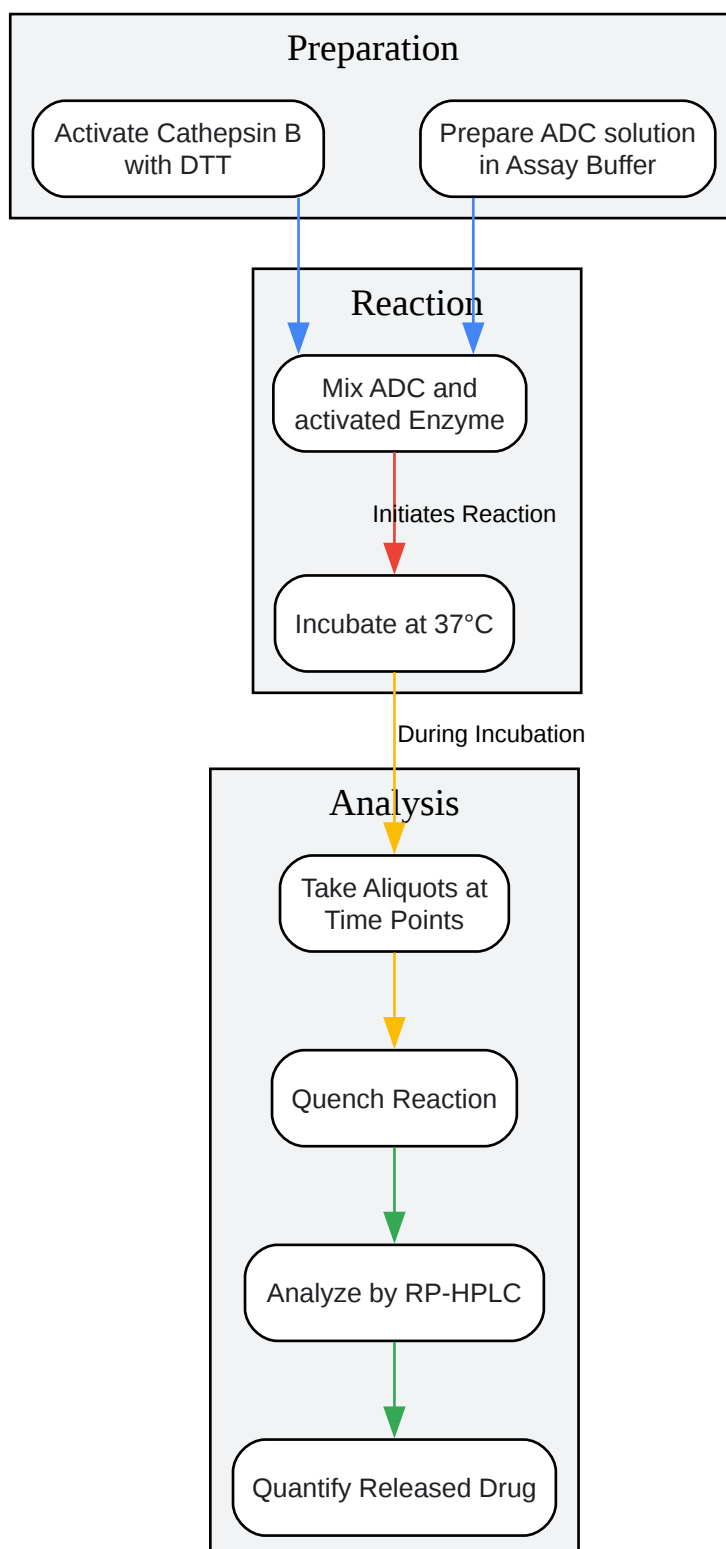 Preparation
Activate Cathepsin B
with DTT
Prepare ADC solution
in Assay Buffer
Reaction
Mix ADC and
activated Enzyme
Initiates Reaction
Incubate at 37°C
During Incubation
Analysis
Take Aliquots at
Time Points
Quench Reaction
Analyze by RP-HPLC
Quantify Released Drug